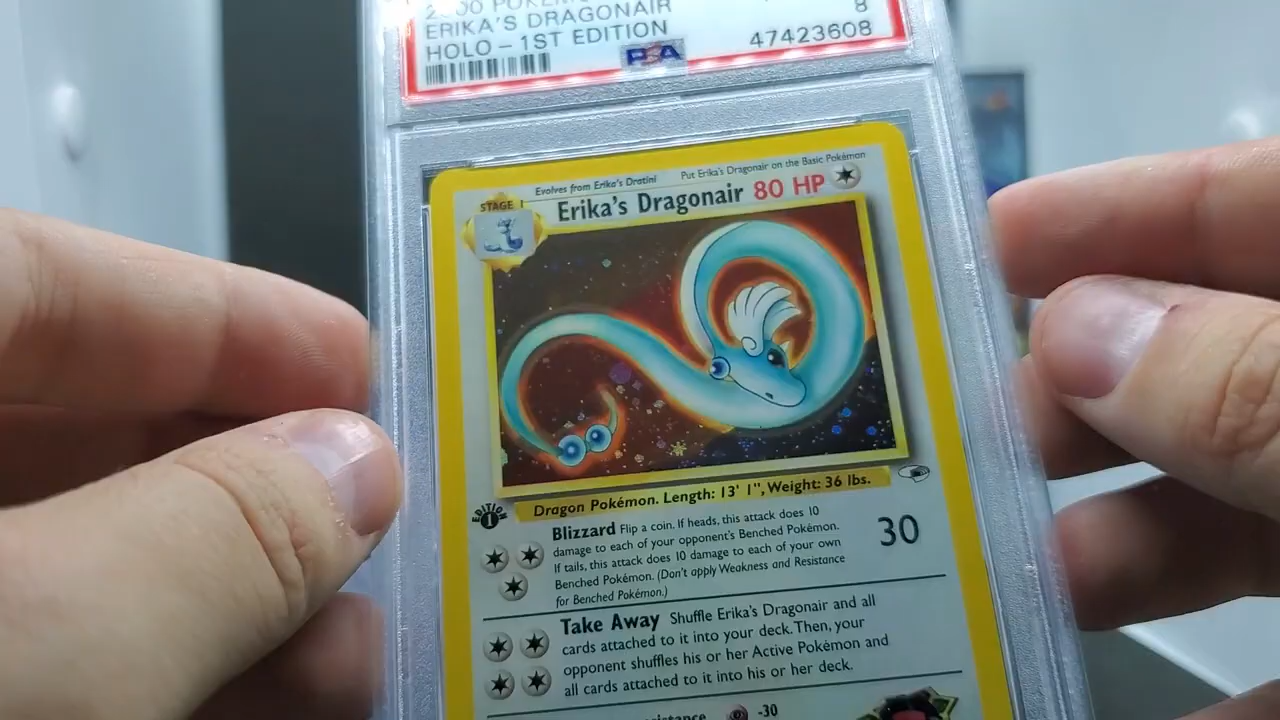 ERIKA'S DRAGONAIR
8
HOLO – 1ST EDITION
PSA
47423608
Evolves from Erika's Dratini
Put Erika's Dragonair on the Basic Pokémon
STAGE 1
Erika's Dragonair
80 HP
Dragon Pokémon. Length: 13' 1", Weight: 36 lbs.
EDITION
1
Blizzard Flip a coin. If heads, this attack does 10
damage to each of your opponent's Benched Pokémon.
If tails, this attack does 10 damage to each of your own
Benched Pokémon. (Don't apply Weakness and Resistance
for Benched Pokémon.)
30
Take Away Shuffle Erika's Dragonair and all
cards attached to it into your deck. Then, your
opponent shuffles his or her Active Pokémon and
all cards attached to it into his or her deck.
-30